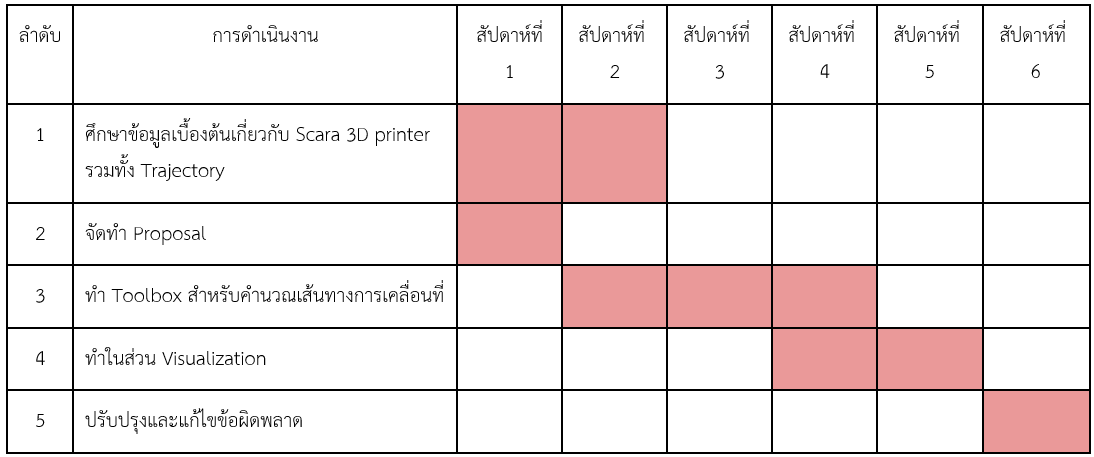 ลำดับ การดำเนินงาน สัปดาห์ที่ สัปดาห์ที่ สัปดาห์ที่ สัปดาห์ที่ สัปดาห์ที่ สัปดาห์ที่
1 2 3 4 5 6
1 ศึกษาข้อมูลเบื้องต้นเกี่ยวกับ Scara 3D printer
รวมทั้ง Trajectory
2 จัดทำ Proposal
3 ทำ Toolbox สำหรับคำนวณเส้นทางการเคลื่อนที่
4 ทำในส่วน Visualization
5 ปรับปรุงและแก้ไขข้อผิดพลาด